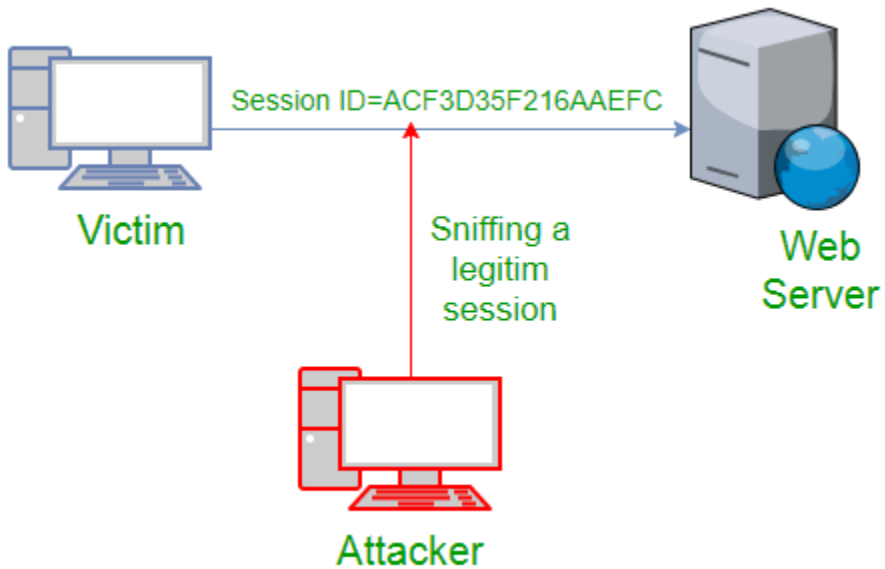 Session ID=ACF3D35F216AAEFC
Victim
Sniffing a
legitim
session
Web
Server
Attacker